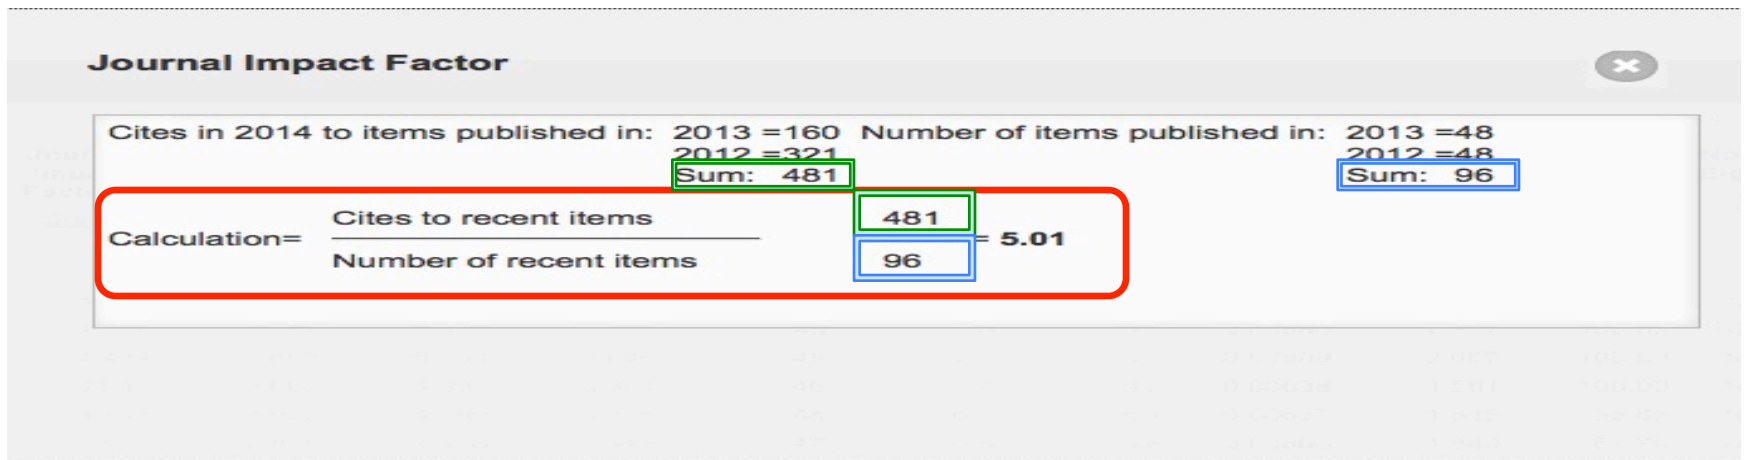 Journal Impact Factor
Cites in 2014 to items published in: 2013 =160 Number of items published in: 2013 =48
2012 =321 2012 =48
Sum: 481 Sum: 96
Cites to recent items 481
Calculation= = 5.01
Number of recent items 96